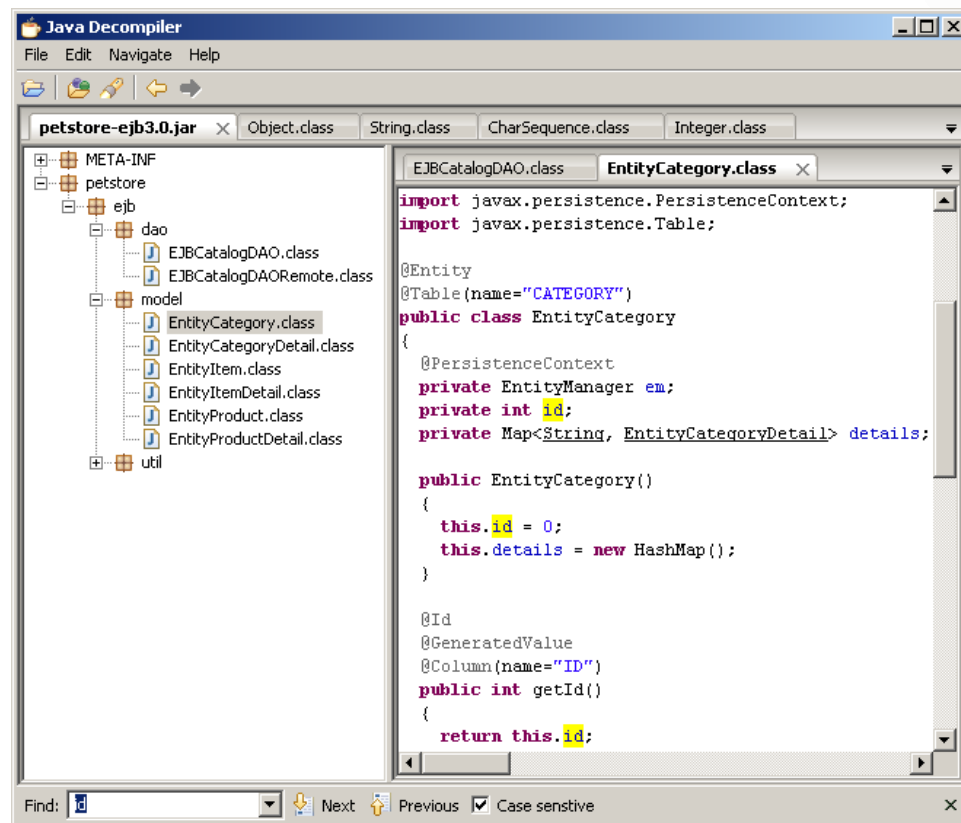 Java Decompiler
File Edit Navigate Help
petstore-ejb3.0.jar Object.class String.class CharSequence.class Integer.class
META-INF
petstore
ejb
dao
EJBCatalogDAO.class
EJBCatalogDAORemote.class
model
EntityCategory.class
EntityCategoryDetail.class
EntityItem.class
EntityItemDetail.class
EntityProduct.class
EntityProductDetail.class
util
EJBCatalogDAO.class EntityCategory.class
import javax.persistence.PersistenceContext;
import javax.persistence.Table;
@Entity
@Table(name="CATEGORY")
public class EntityCategory
{
@PersistenceContext
private EntityManager em;
private int id;
private Map<String, EntityCategoryDetail> details;
public EntityCategory()
{
this.id = 0;
this.details = new HashMap();
}
@Id
@GeneratedValue
@Column(name="ID")
public int getId()
{
return this.id;
Find: id Next Previous Case senstive